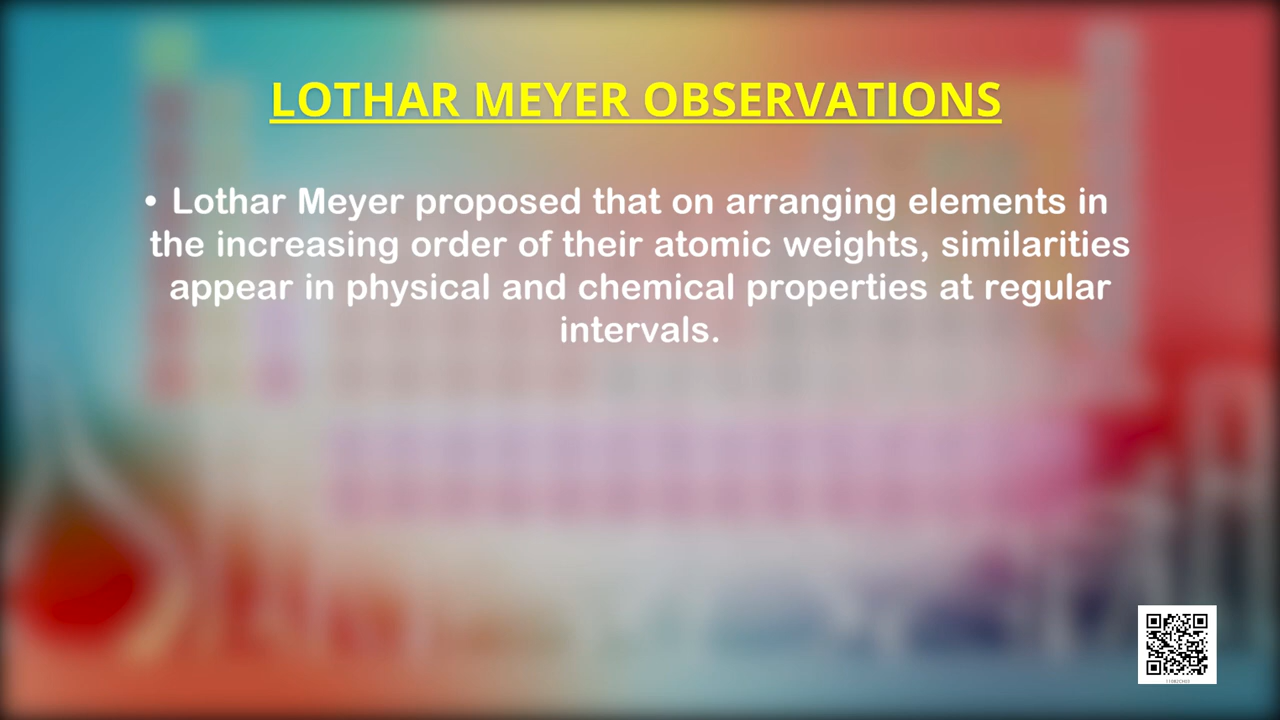 LOTHAR MEYER OBSERVATIONS
• Lothar Meyer proposed that on arranging elements in
the increasing order of their atomic weights, similarities
appear in physical and chemical properties at regular
intervals.